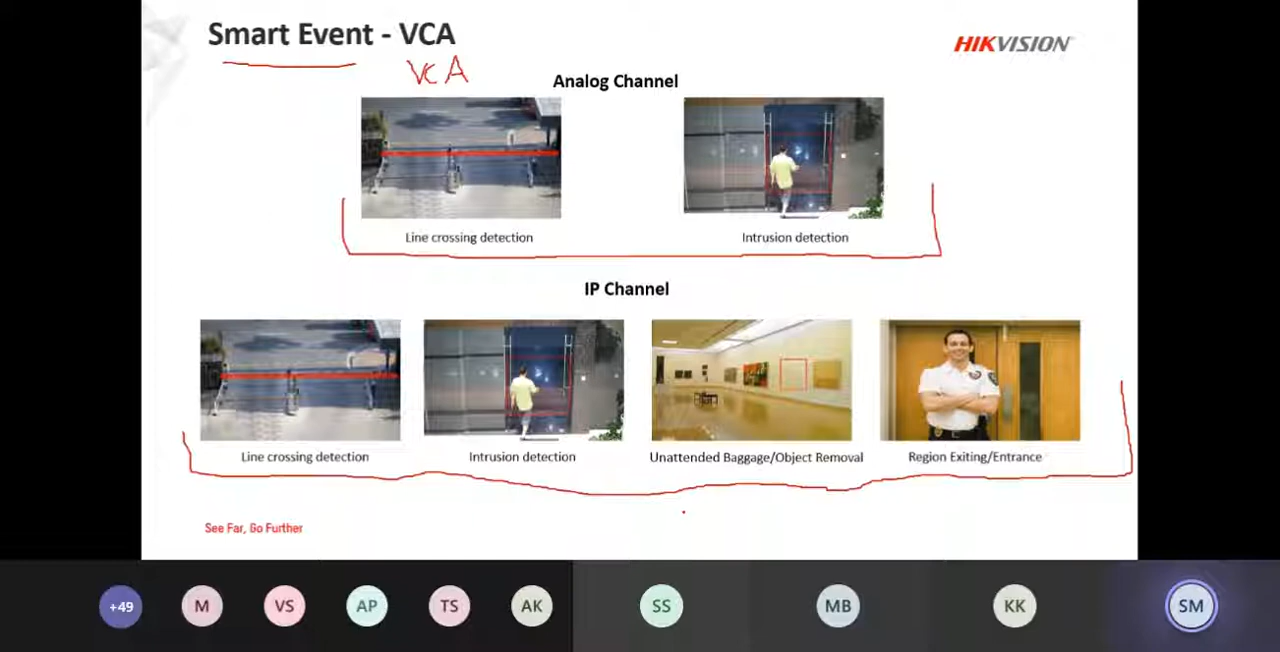 Smart Event - VCA
HIKVISION
VCA
Analog Channel
Line crossing detection
Intrusion detection
IP Channel
Line crossing detection
Intrusion detection
Unattended Baggage/Object Removal
Region Exiting/Entrance
See Far, Go Further
+49
M
VS
AP
TS
AK
SS
MB
KK
SM